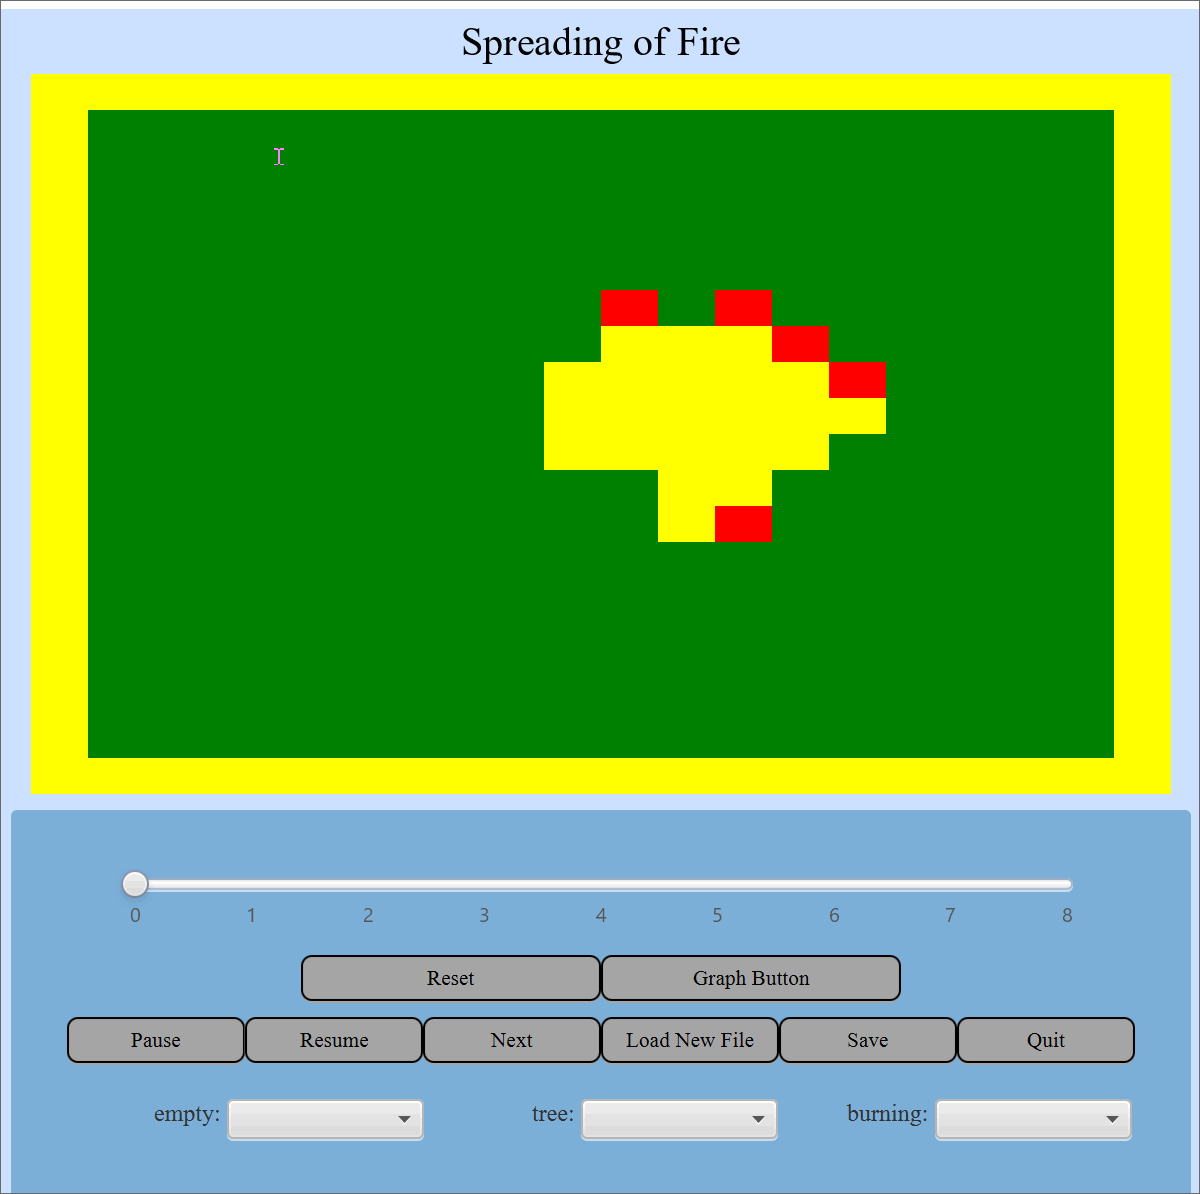 Spreading of Fire
0 1 2 3 4 5 6 7 8
Reset Graph Button
Pause Resume Next Load New File Save Quit
empty: tree: burning: